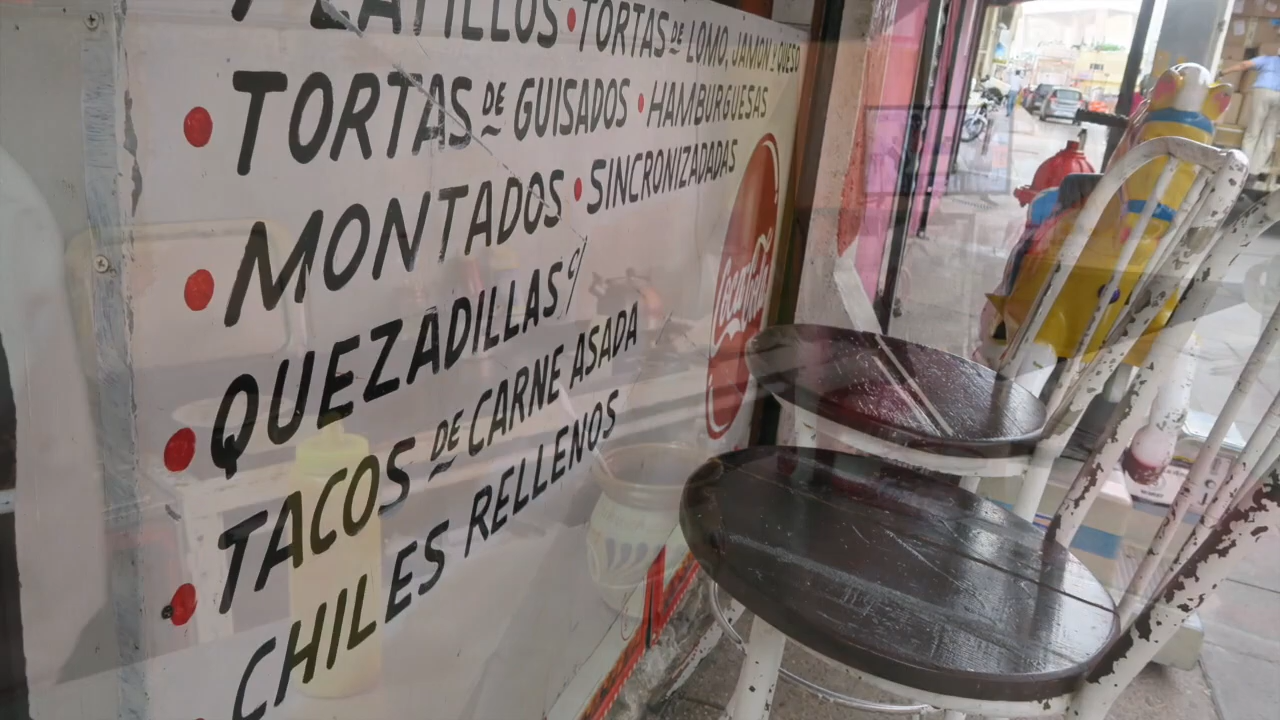 PLATILLOS • TORTAS DE LOMO, JAMON Y QUESO
• TORTAS DE GUISADOS • HAMBURGUESAS
• MONTADOS • SINCRONIZADADAS
• QUEZADILLAS C/
• TACOS DE CARNE ASADA
CHILES RELLENOS
Coca-Cola